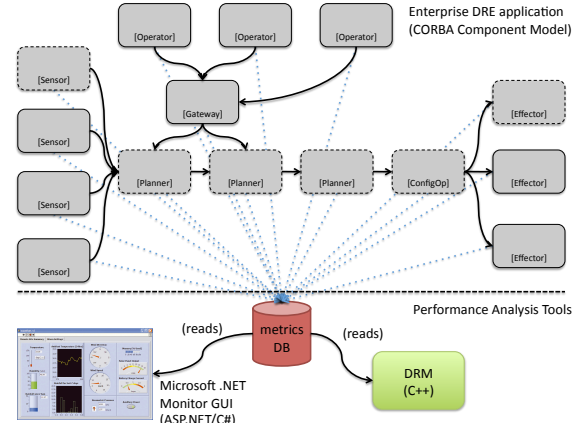 Enterprise DRE application
(CORBA Component Model)
[Operator]
[Operator]
[Operator]
[Sensor]
[Gateway]
[Effector]
[Sensor]
[Planner]
[Planner]
[Planner]
[ConfigOp]
[Effector]
[Sensor]
[Sensor]
[Effector]
Performance Analysis Tools
metrics
DB
(reads)
(reads)
Microsoft .NET
Monitor GUI
(ASP.NET/C#)
DRM
(C++)